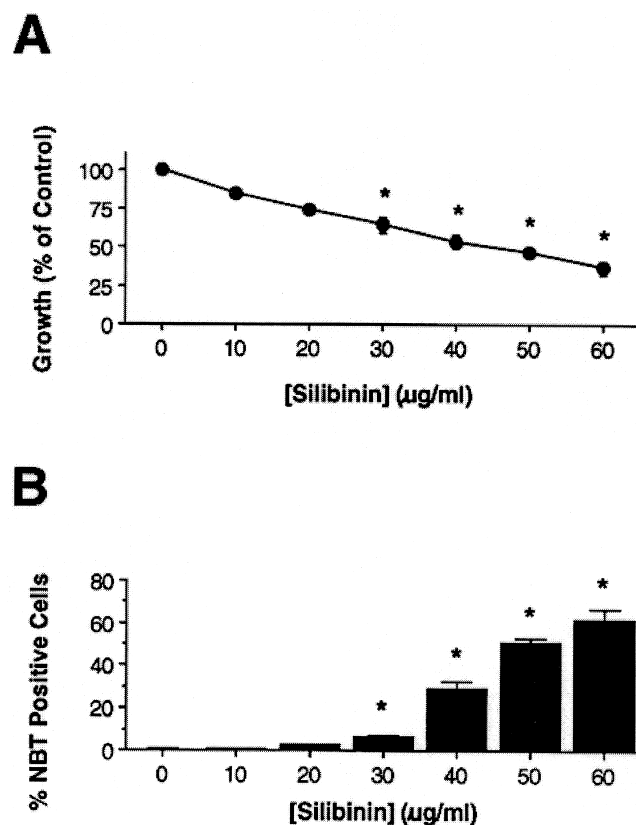 A
Growth (% of Control)
100
75
50
25
0
* * * *
0 10 20 30 40 50 60
[Silibinin] (µg/ml)
B
% NBT Positive Cells
80
60
40
20
0
* * * *
0 10 20 30 40 50 60
[Silibinin] (µg/ml)